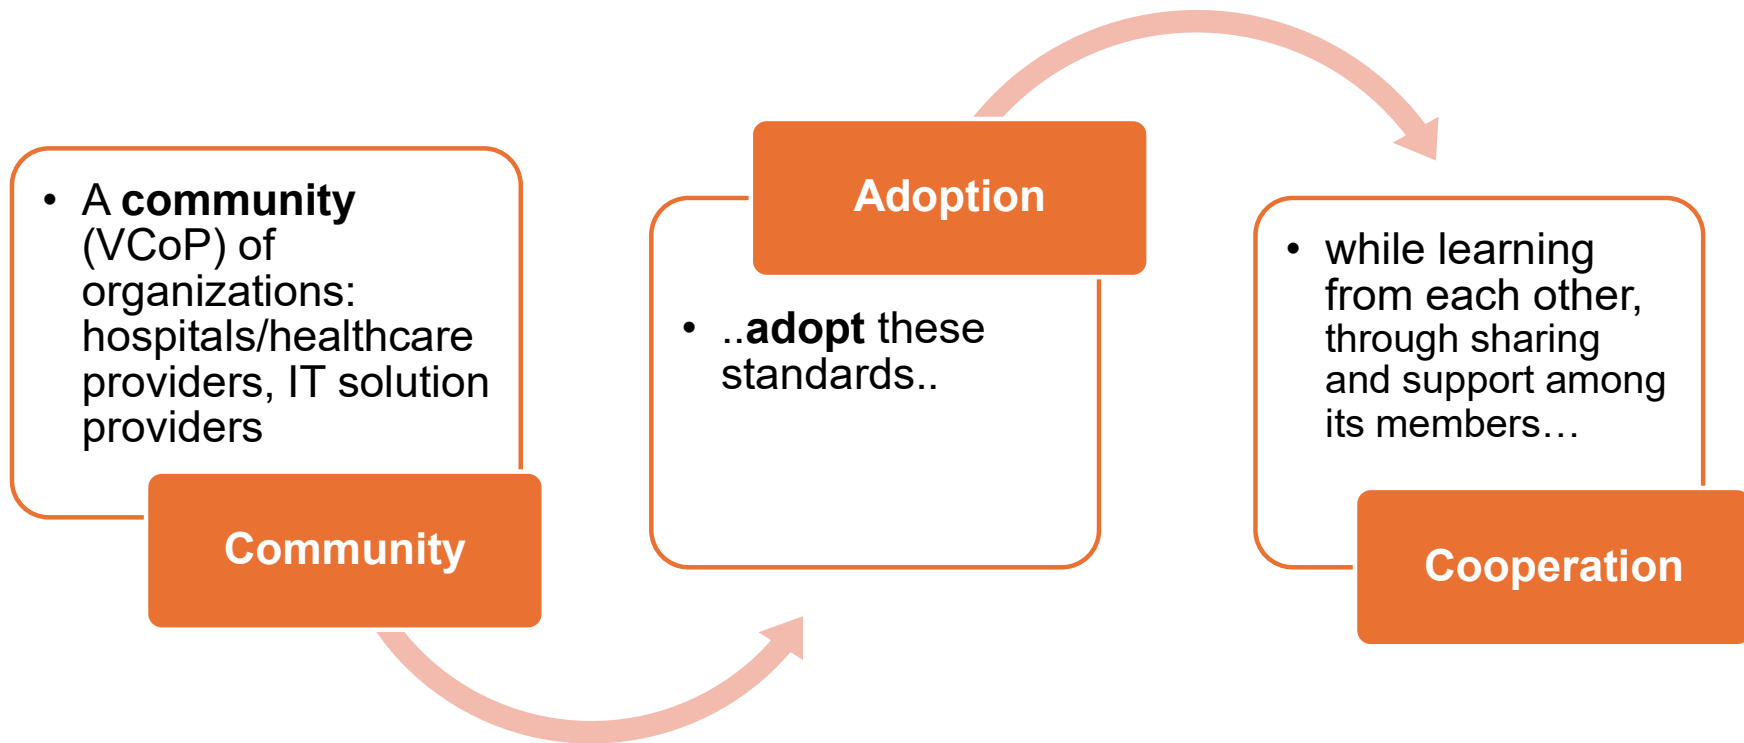 • A community
(VCoP) of
organizations:
hospitals/healthcare
providers, IT solution
providers
Community
Adoption
• ..adopt these
standards..
• while learning
from each other,
through sharing
and support among
its members…
Cooperation